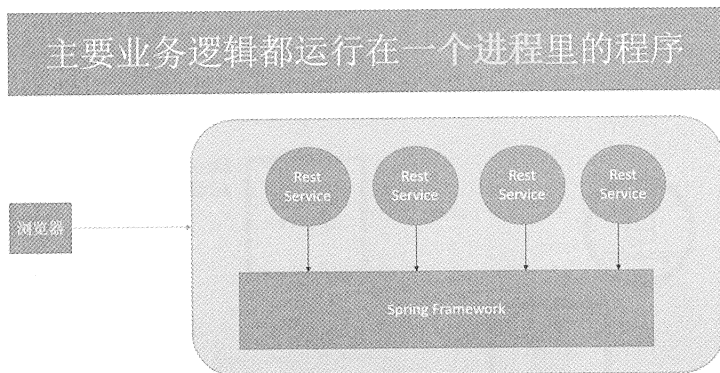 主要业务逻辑都运行在一个进程里的程序
Rest
Service
Rest
Service
Rest
Service
Rest
Service
浏览器
Spring Framework